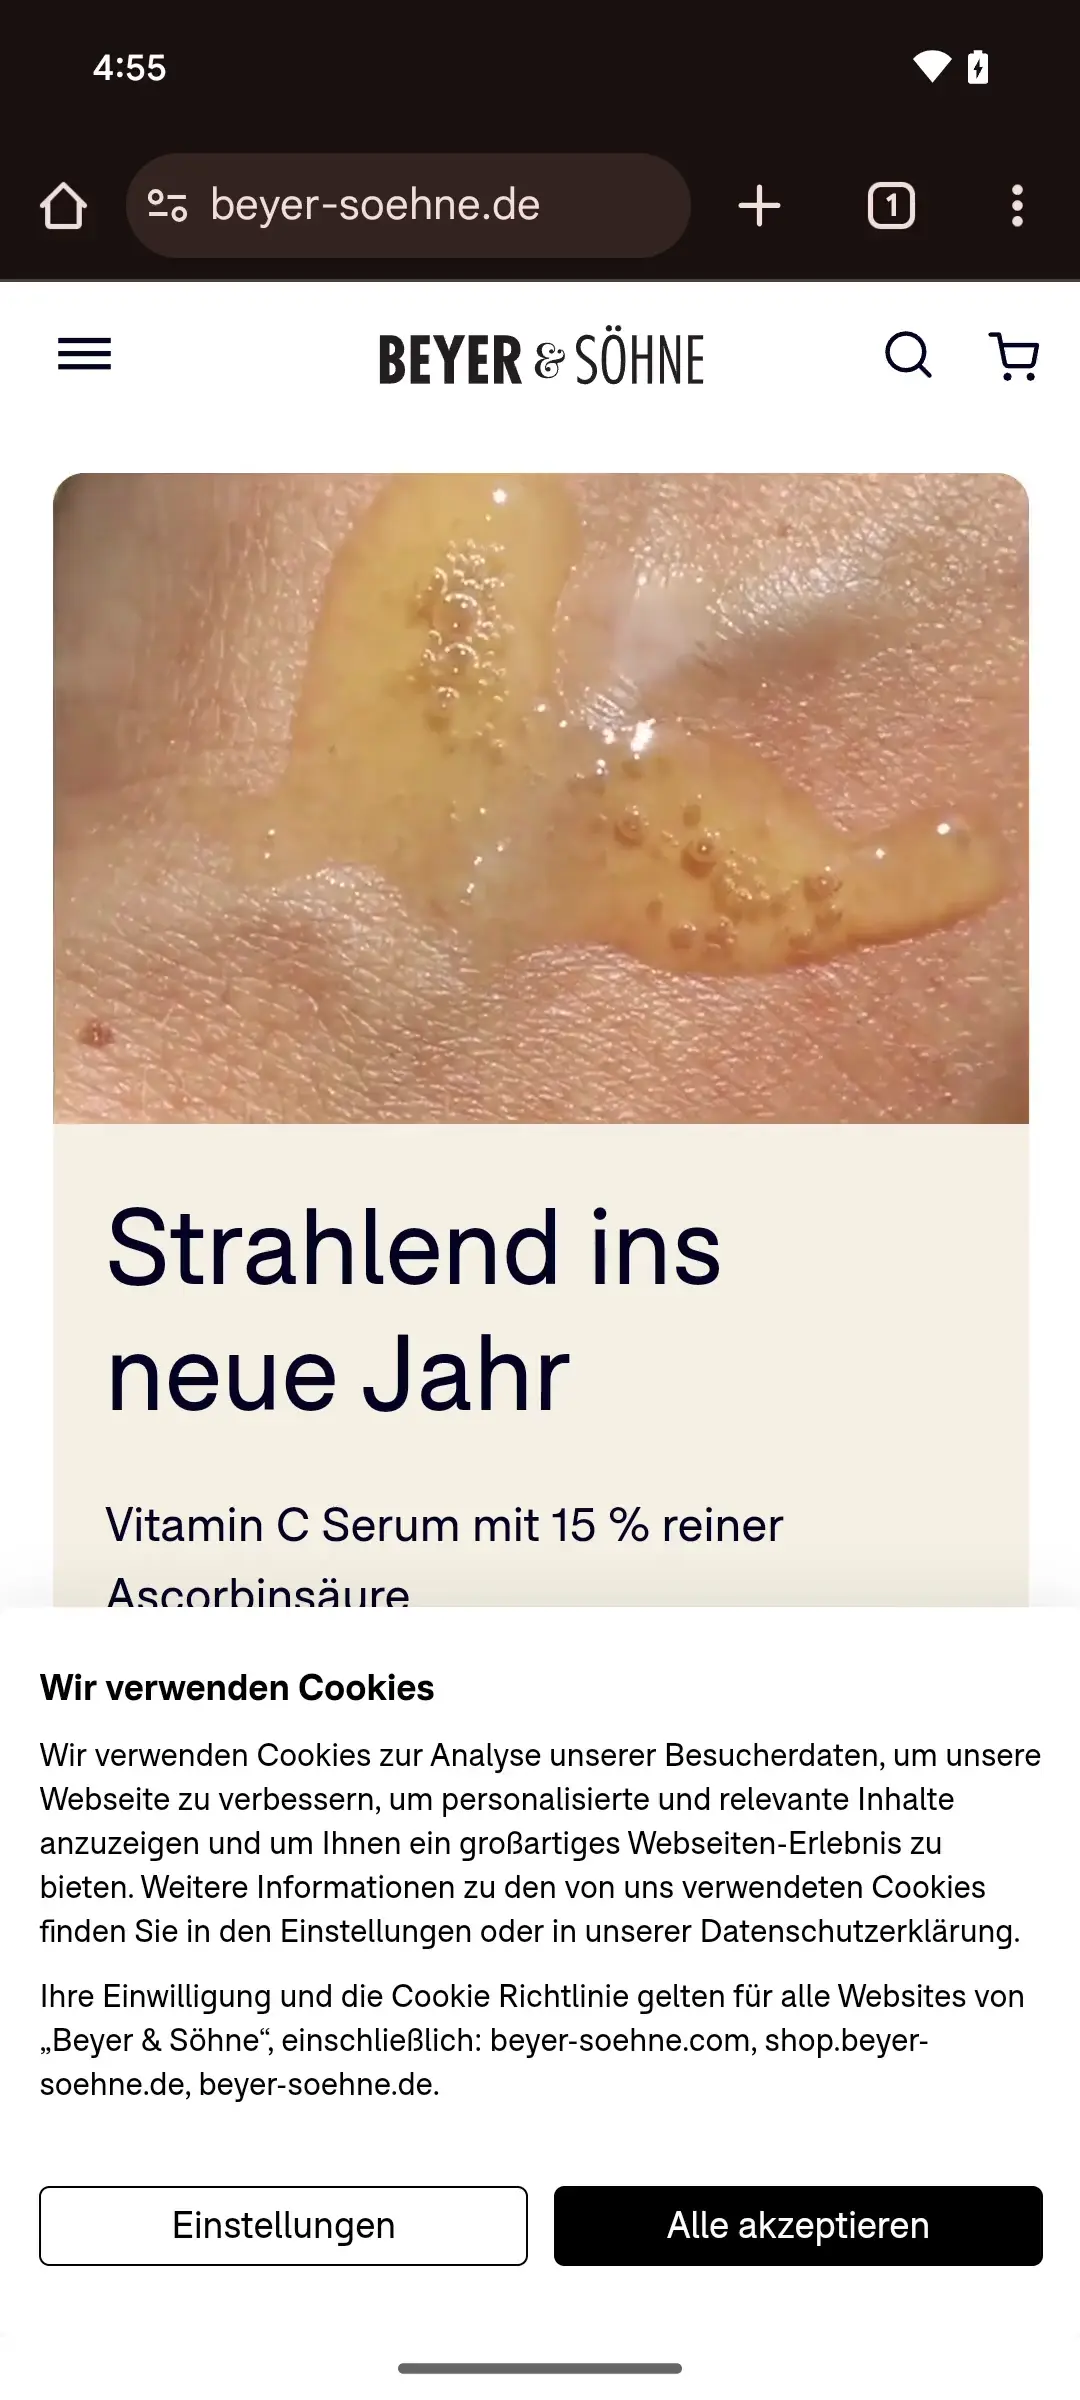 4:55
beyer-soehne.de
1
BEYER & SÖHNE
Strahlend ins
neue Jahr
Vitamin C Serum mit 15 % reiner
Ascorbinsäure
Wir verwenden Cookies
Wir verwenden Cookies zur Analyse unserer Besucherdaten, um unsere
Webseite zu verbessern, um personalisierte und relevante Inhalte
anzuzeigen und um Ihnen ein großartiges Webseiten-Erlebnis zu
bieten. Weitere Informationen zu den von uns verwendeten Cookies
finden Sie in den Einstellungen oder in unserer Datenschutzerklärung.
Ihre Einwilligung und die Cookie Richtlinie gelten für alle Websites von
„Beyer & Söhne“, einschließlich: beyer-soehne.com, shop.beyer-
soehne.de, beyer-soehne.de.
Einstellungen
Alle akzeptieren